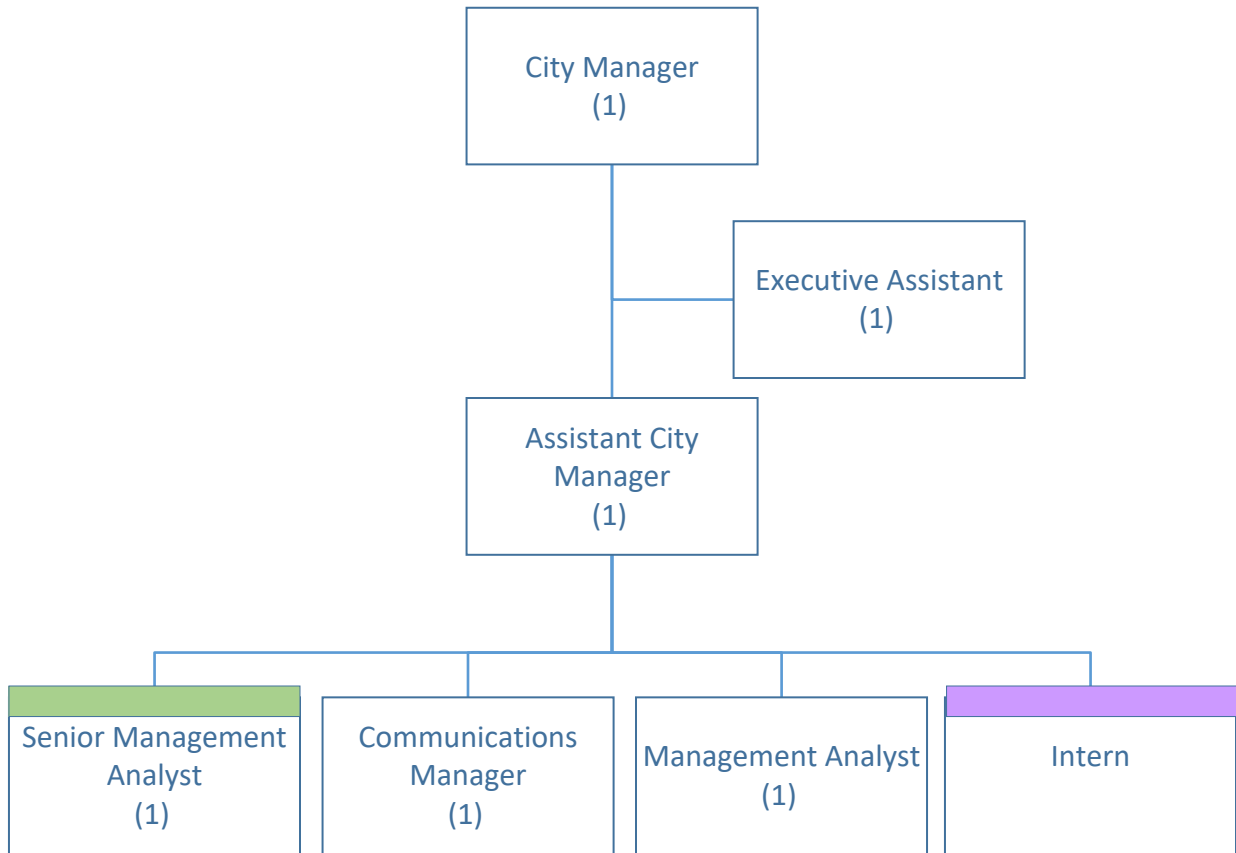 City Manager
(1)
Executive Assistant
(1)
Assistant City
Manager
(1)
Senior Management
Analyst
(1)
Communications
Manager
(1)
Management Analyst
(1)
Intern